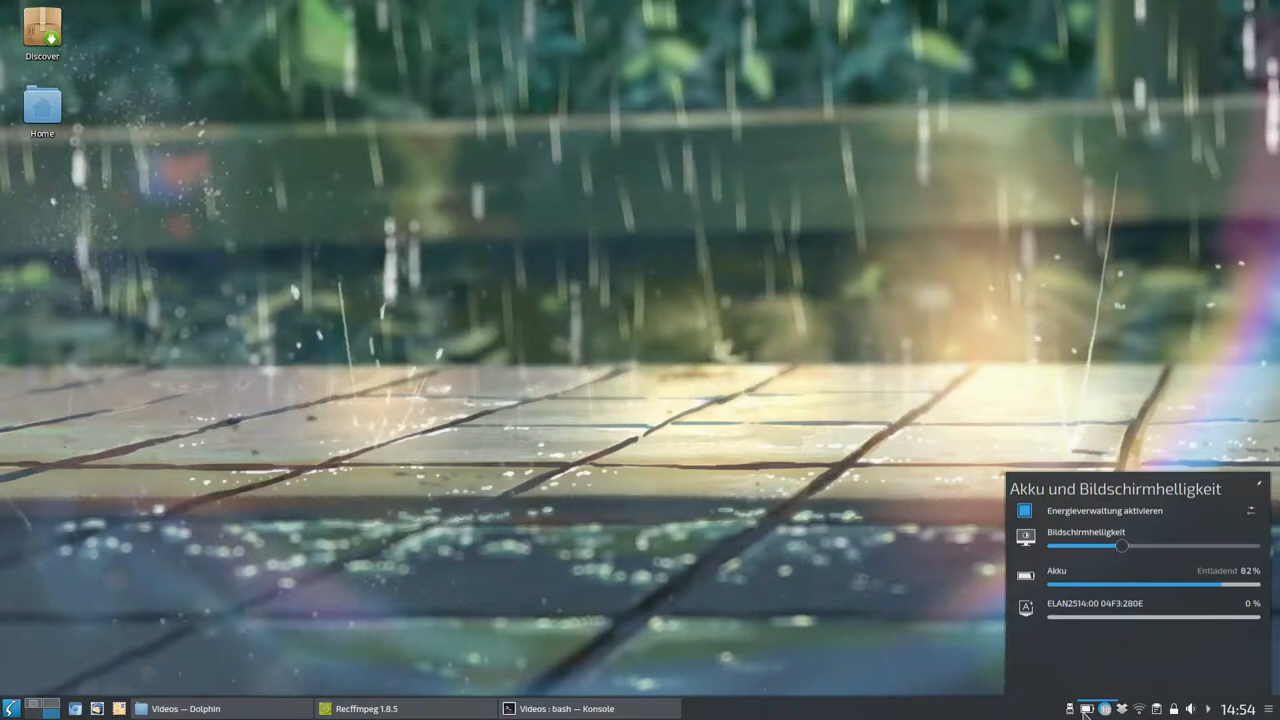 Discover
Home
Akku und Bildschirmhelligkeit
Energieverwaltung aktivieren
Bildschirmhelligkeit
Akku Entladend 82 %
ELAN2514:00 04F3:280E 0 %
Videos — Dolphin
Recffmpeg 1.8.5
Videos : bash — Konsole
14:54